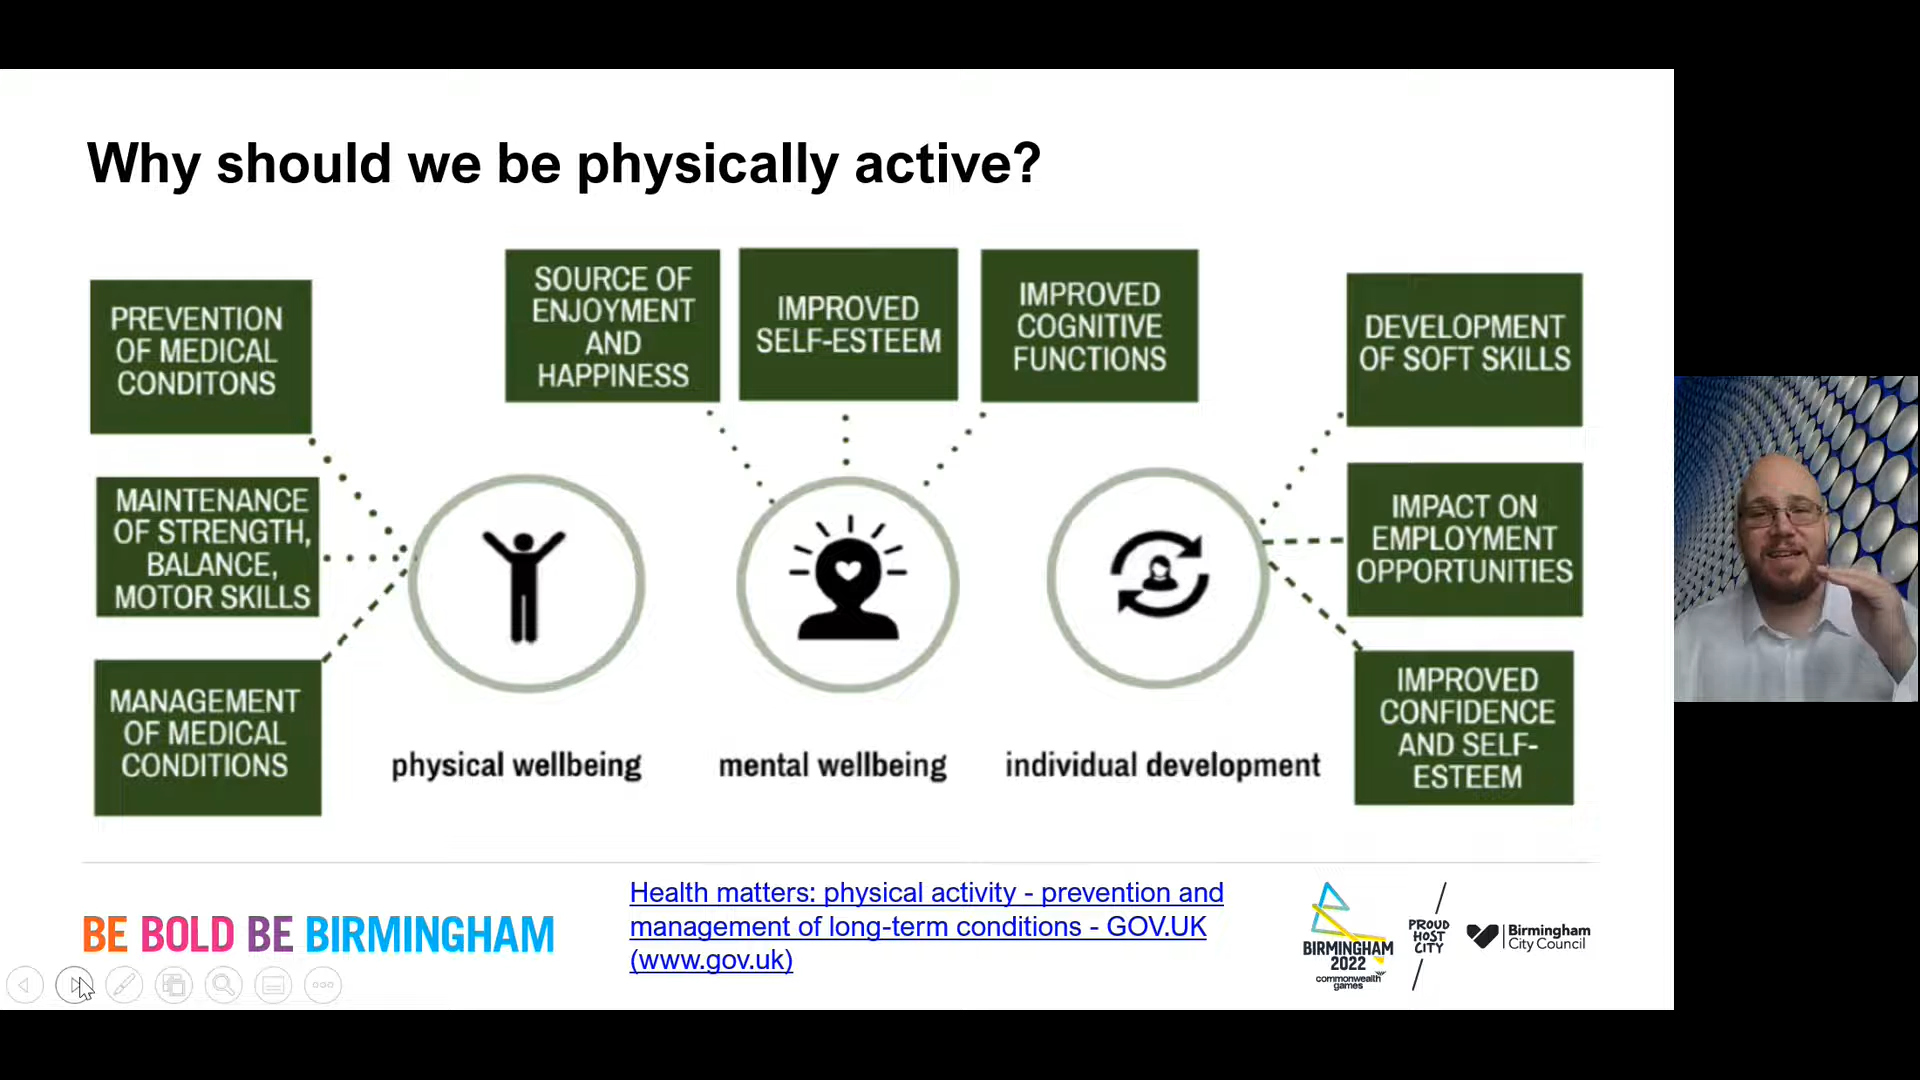 Why should we be physically active?
PREVENTION
OF MEDICAL
CONDITONS
MAINTENANCE
OF STRENGTH,
BALANCE,
MOTOR SKILLS
MANAGEMENT
OF MEDICAL
CONDITIONS
physical wellbeing
SOURCE OF
ENJOYMENT
AND
HAPPINESS
IMPROVED
SELF-ESTEEM
IMPROVED
COGNITIVE
FUNCTIONS
mental wellbeing
DEVELOPMENT
OF SOFT SKILLS
IMPACT ON
EMPLOYMENT
OPPORTUNITIES
IMPROVED
CONFIDENCE
AND SELF-
ESTEEM
individual development
BE BOLD BE BIRMINGHAM
Health matters: physical activity - prevention and
management of long-term conditions - GOV.UK
(www.gov.uk)
BIRMINGHAM
2022
commonwealth
games
PROUD
HOST
CITY
Birmingham
City Council